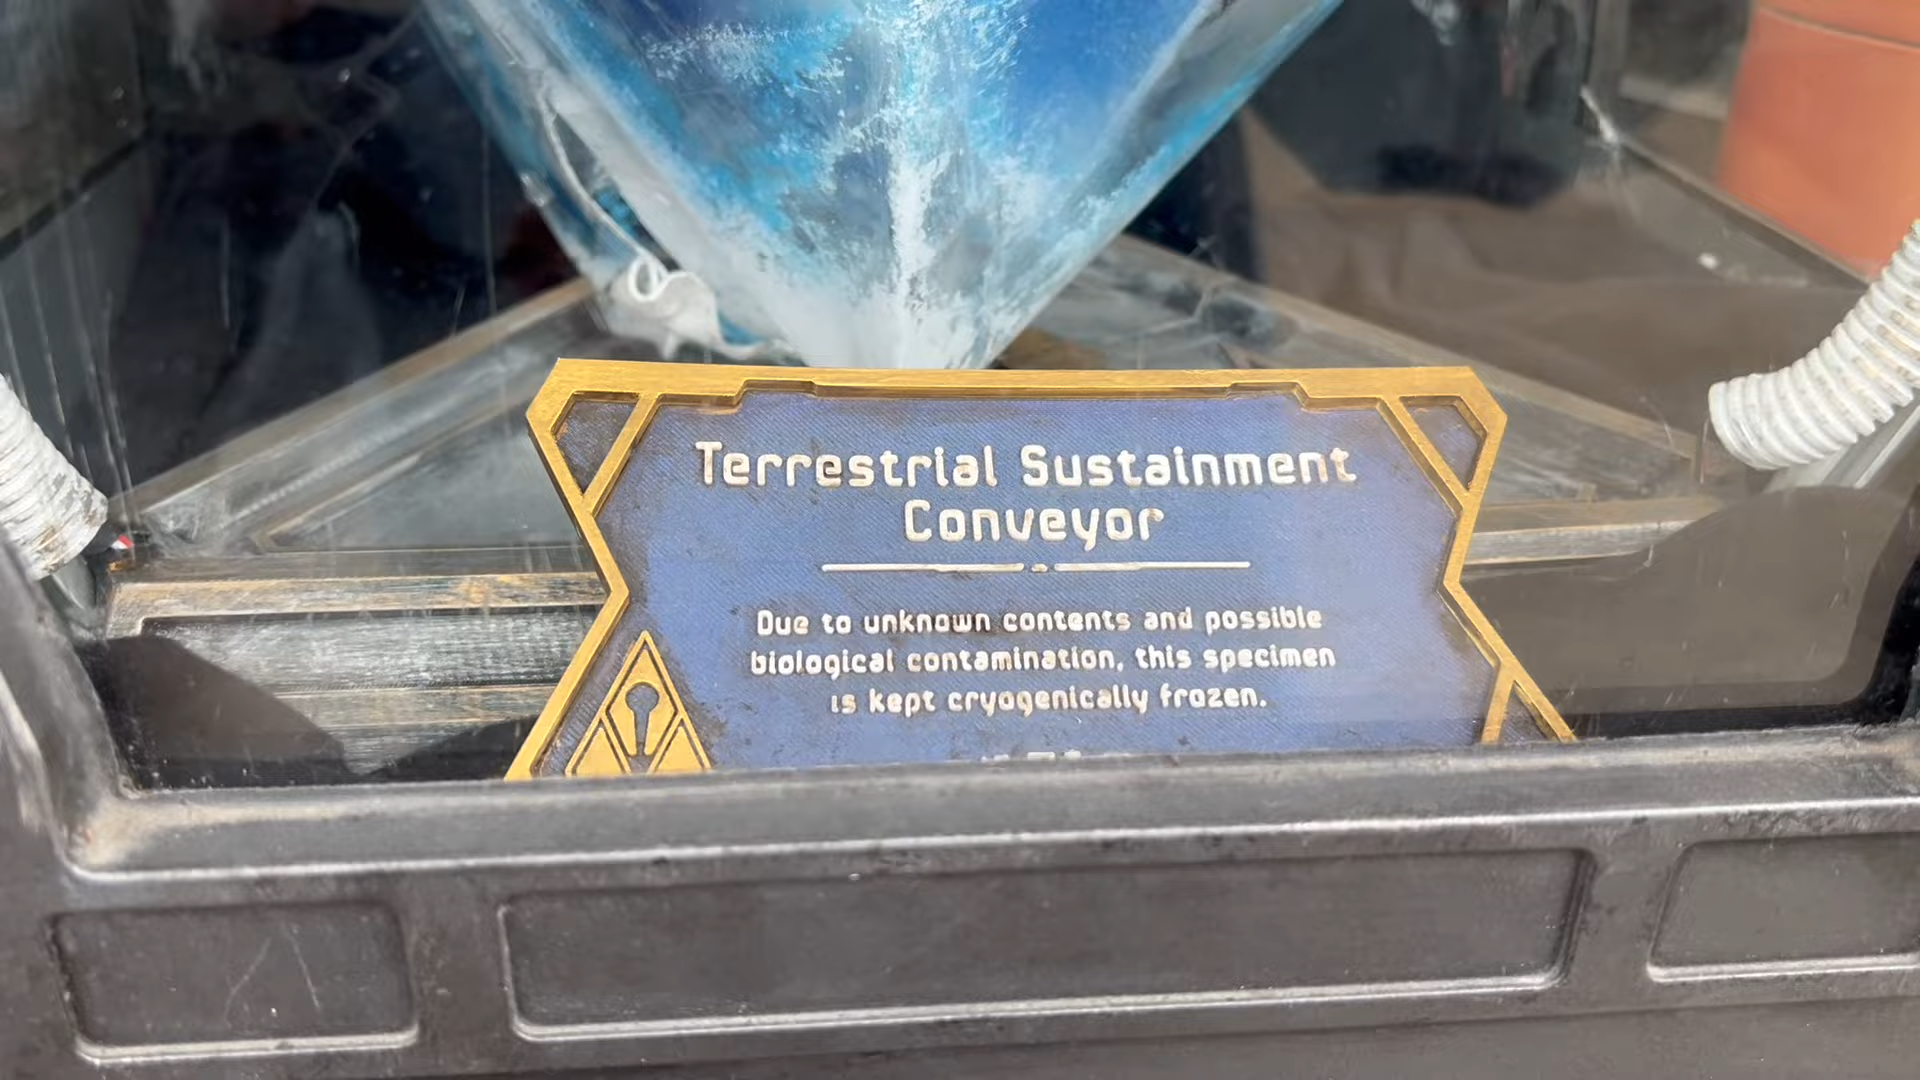 Terrestrial Sustainment
Conveyor
Due to unknown contents and possible
biological contamination, this specimen
is kept cryogenically frozen.